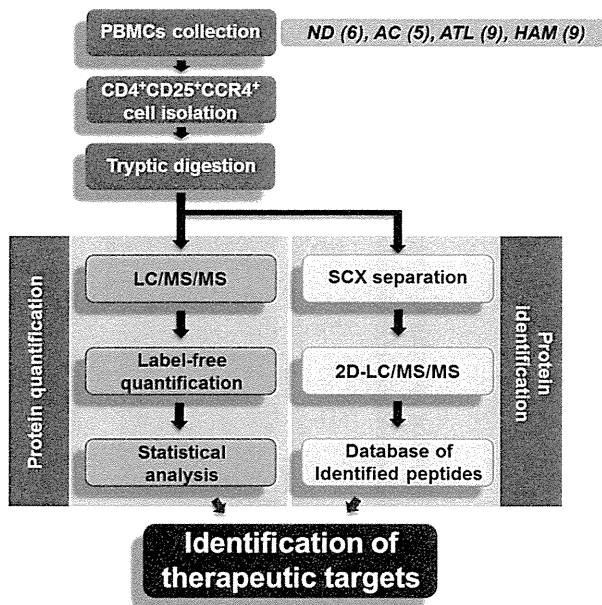 PBMCs collection
ND (6), AC (5), ATL (9), HAM (9)
CD4⁺CD25⁺CCR4⁺
cell isolation
Tryptic digestion
Protein quantification
LC/MS/MS
Label-free
quantification
Statistical
analysis
SCX separation
2D-LC/MS/MS
Database of
Identified peptides
Protein
Identification
Identification of
therapeutic targets